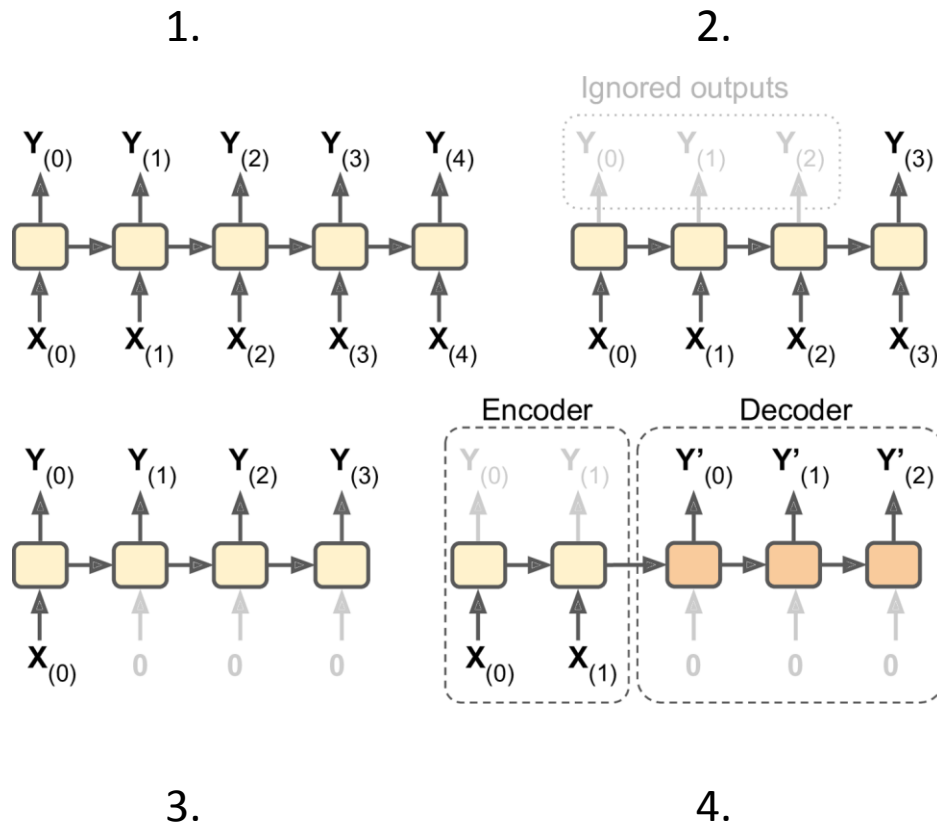 1. 2.
Ignored outputs
Y(0) Y(1) Y(2) Y(3) Y(4) Y(0) Y(1) Y(2) Y(3)
X(0) X(1) X(2) X(3) X(4) X(0) X(1) X(2) X(3)
Encoder Decoder
Y(0) Y(1) Y(2) Y(3) Y(0) Y(1) Y'(0) Y'(1) Y'(2)
X(0) 0 0 0 X(0) X(1) 0 0 0
3. 4.